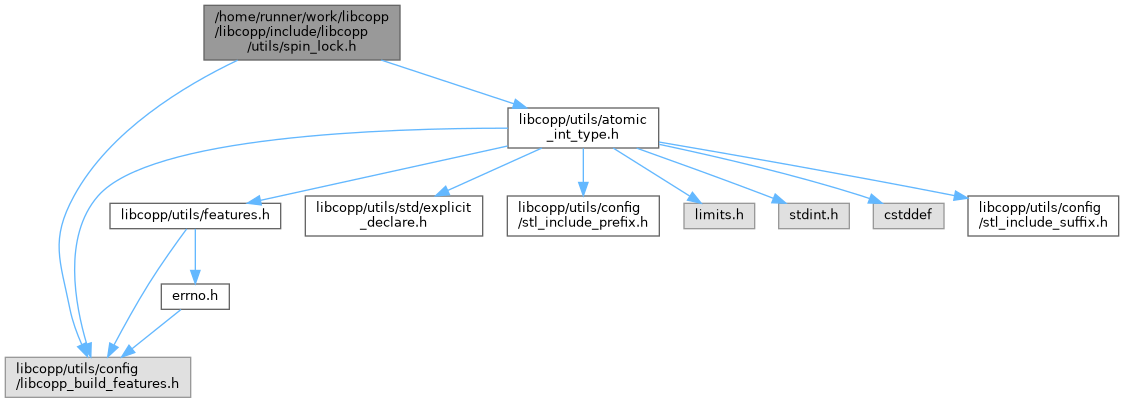 /home/runner/work/libcopp
/libcopp/include/libcopp
/utils/spin_lock.h
libcopp/utils/atomic
_int_type.h
libcopp/utils/features.h
libcopp/utils/std/explicit
_declare.h
libcopp/utils/config
/stl_include_prefix.h
limits.h
stdint.h
cstddef
libcopp/utils/config
/stl_include_suffix.h
errno.h
libcopp/utils/config
/libcopp_build_features.h